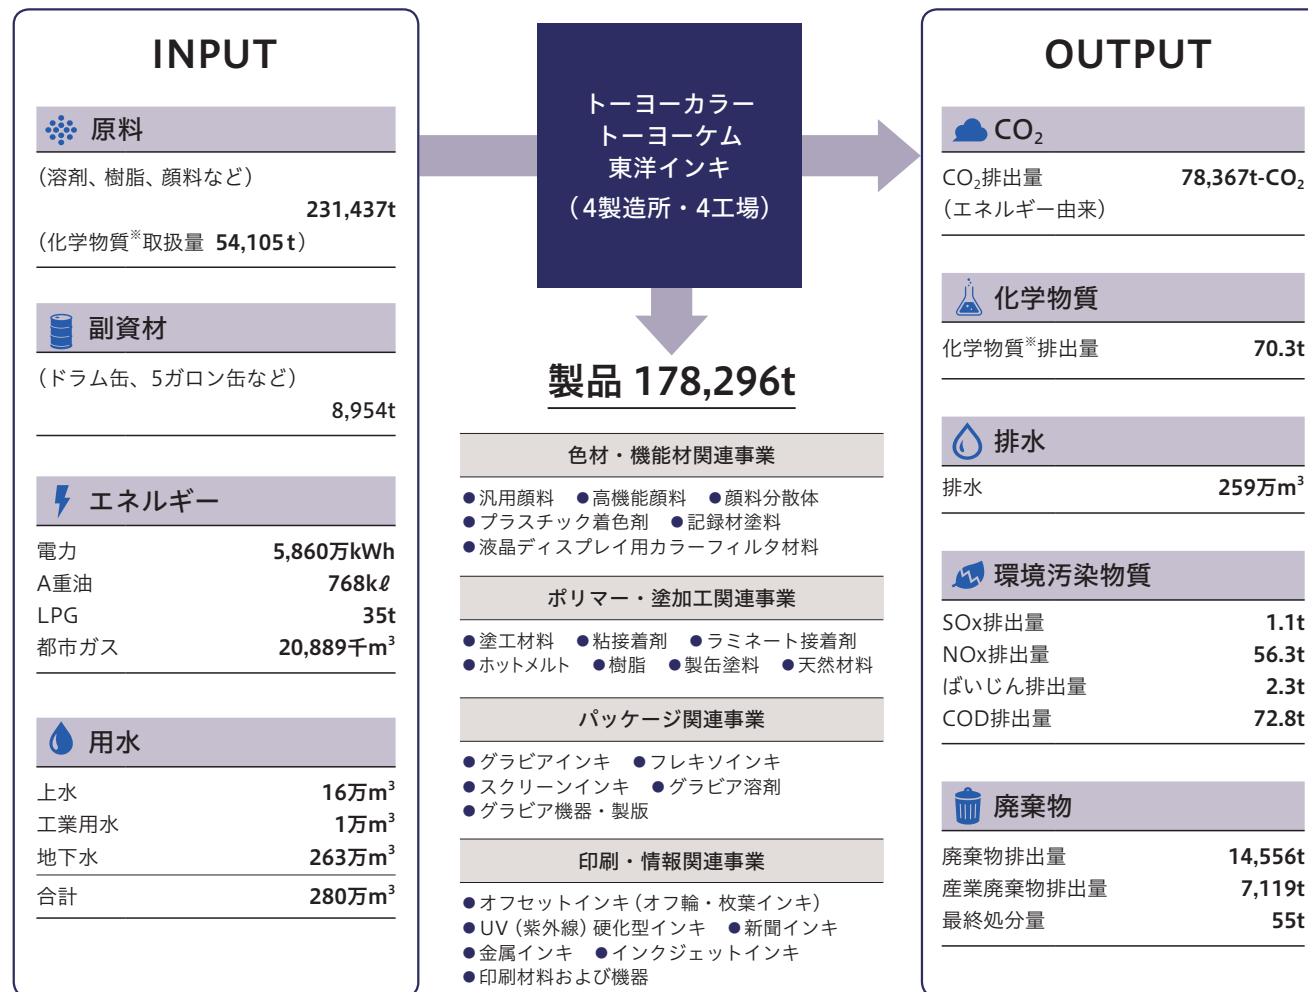 INPUT
原料
（溶剤、樹脂、顔料など）
231,437t
（化学物質※取扱量 54,105t）
副資材
（ドラム缶、5ガロン缶など）
8,954t
エネルギー
電力 5,860万kWh
A重油 768kℓ
LPG 35t
都市ガス 20,889千m³
用水
上水 16万m³
工業用水 1万m³
地下水 263万m³
合計 280万m³
トーヨーカラー
トーヨーケム
東洋インキ
（4製造所・4工場）
製品 178,296t
色材・機能材関連事業
●汎用顔料 ●高機能顔料 ●顔料分散体
●プラスチック着色剤 ●記録材塗料
●液晶ディスプレイ用カラーフィルタ材料
ポリマー・塗加工関連事業
●塗工材料 ●粘接着剤 ●ラミネート接着剤
●ホットメルト ●樹脂 ●製缶塗料 ●天然材料
パッケージ関連事業
●グラビアインキ ●フレキソインキ
●スクリーンインキ ●グラビア溶剤
●グラビア機器・製版
印刷・情報関連事業
●オフセットインキ（オフ輪・枚葉インキ）
●UV（紫外線）硬化型インキ ●新聞インキ
●金属インキ ●インクジェットインキ
●印刷材料および機器
OUTPUT
CO₂
CO₂排出量 78,367t-CO₂
（エネルギー由来）
化学物質
化学物質※排出量 70.3t
排水
排水 259万m³
環境汚染物質
SOx排出量 1.1t
NOx排出量 56.3t
ばいじん排出量 2.3t
COD排出量 72.8t
廃棄物
廃棄物排出量 14,556t
産業廃棄物排出量 7,119t
最終処分量 55t